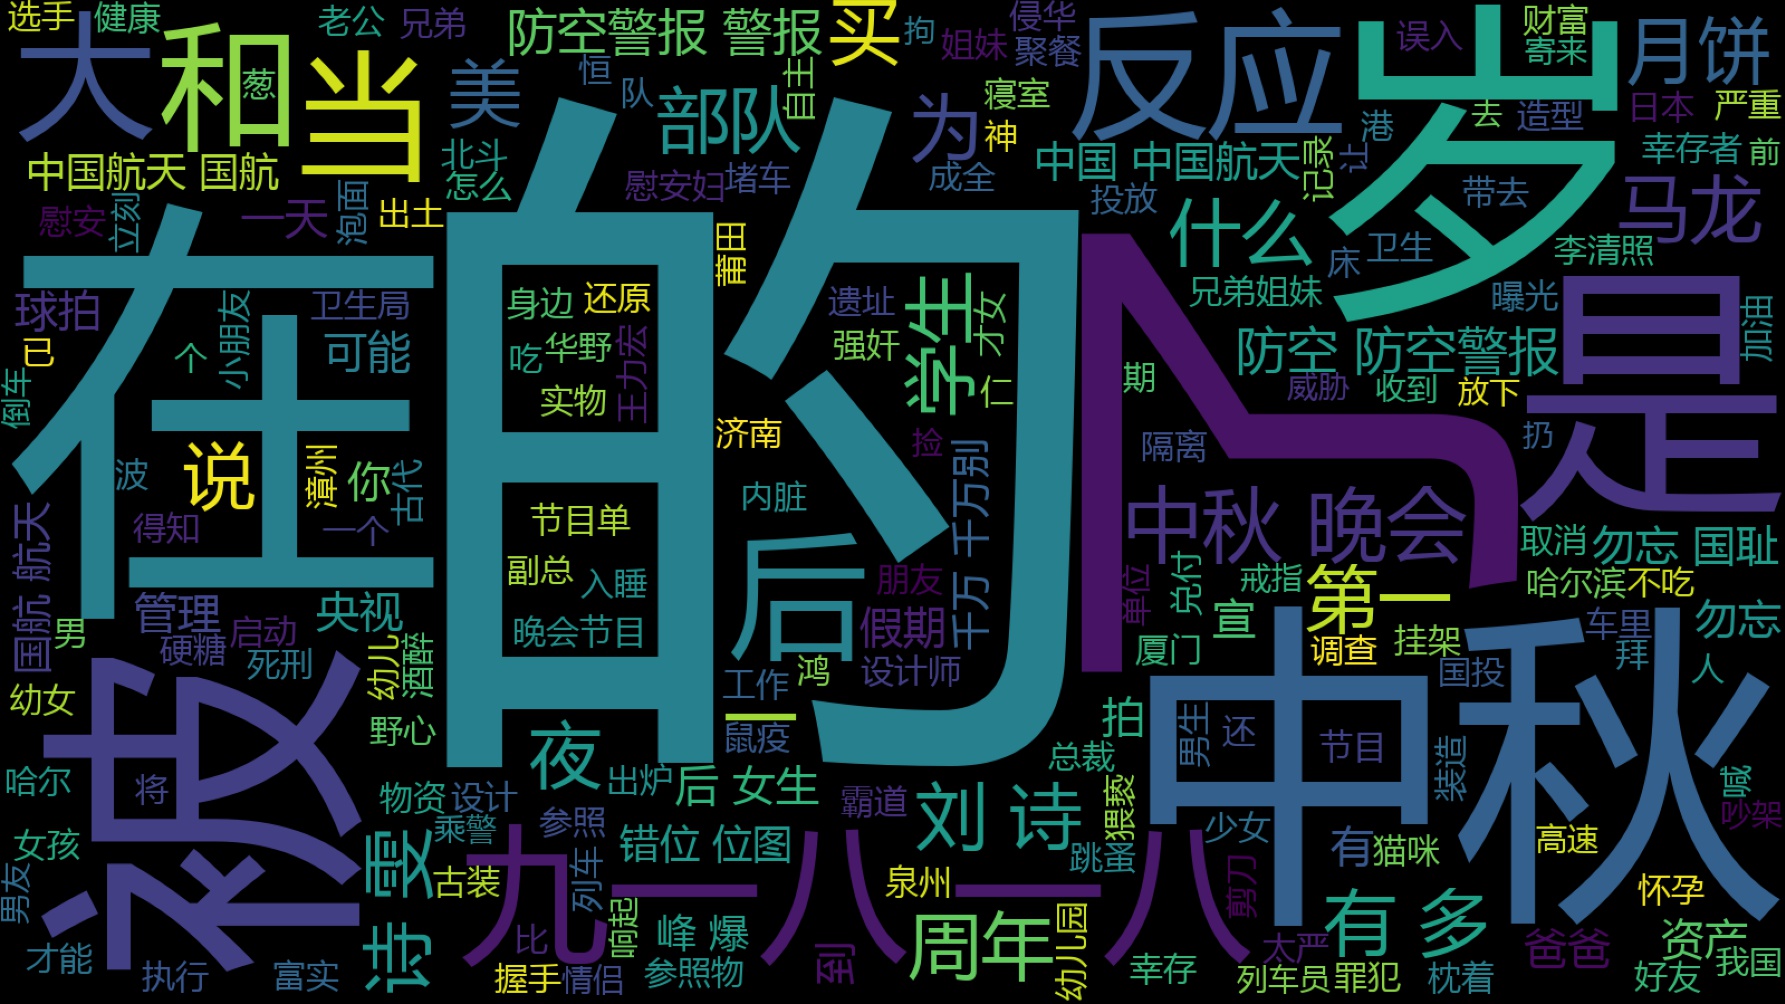 选手 健康 老公 兄弟 防空警报 警报 买 拘 侵华 反应 岁 误入 财富 月饼
大 和 葱 当 美 恒 队 部队 自主 姐妹 聚餐 寄来
为 寝室 神 去 造型 日本 严重
中国航天 国航 北斗 怎么 慰安妇 堵车 成全 中国 中国航天 记录 让 港 幸存者 前
慰安 立刻 一天 泡面 出土 的 投放 什么 带去 马龙
在 莆田 床 卫生 李清照
球拍 小朋友 卫生局 身边 还原 遗址 学生 才女 兄弟姐妹 曝光 加油
已 个 可能 吃 华野 王力宏 强奸 防空 防空警报 是
倒车 实物 仁 期 威胁 收到 放下
波 说 漳州 你 古代 济南 捡 千万 千万别 隔离 扔
得知 一个 节目单 内脏 中秋 晚会 取消 勿忘 国耻
国航 航天 副总 入睡 后 朋友 单位 兑付 戒指 第一 哈尔滨 不吃
管理 央视 晚会节目 假期 宣 车里 勿忘
男 硬糖 启动 死刑 幼儿 酒醉 工作 鸿 设计师 厦门 调查 挂架 国投 拜 人
幼女 被 野心 夜 一 鼠疫 拍 中秋 男生 还 节目 装造
哈尔 将 物资 设计 出炉 后 女生 霸道 总裁 猥亵 喊
女孩 乘警 参照 错位 位图 刘 诗 跳蚤 少女 有 猫咪 高速 吵架
男友 诗 雯 古装 列车 九一八 泉州 一八 剪刀 有 多 怀孕
才能 比 响起 峰 爆 到 周年 幼儿园 太严 爸爸 资产
执行 富实 握手 情侣 参照物 幸存 列车员 罪犯 枕着 好友 我国